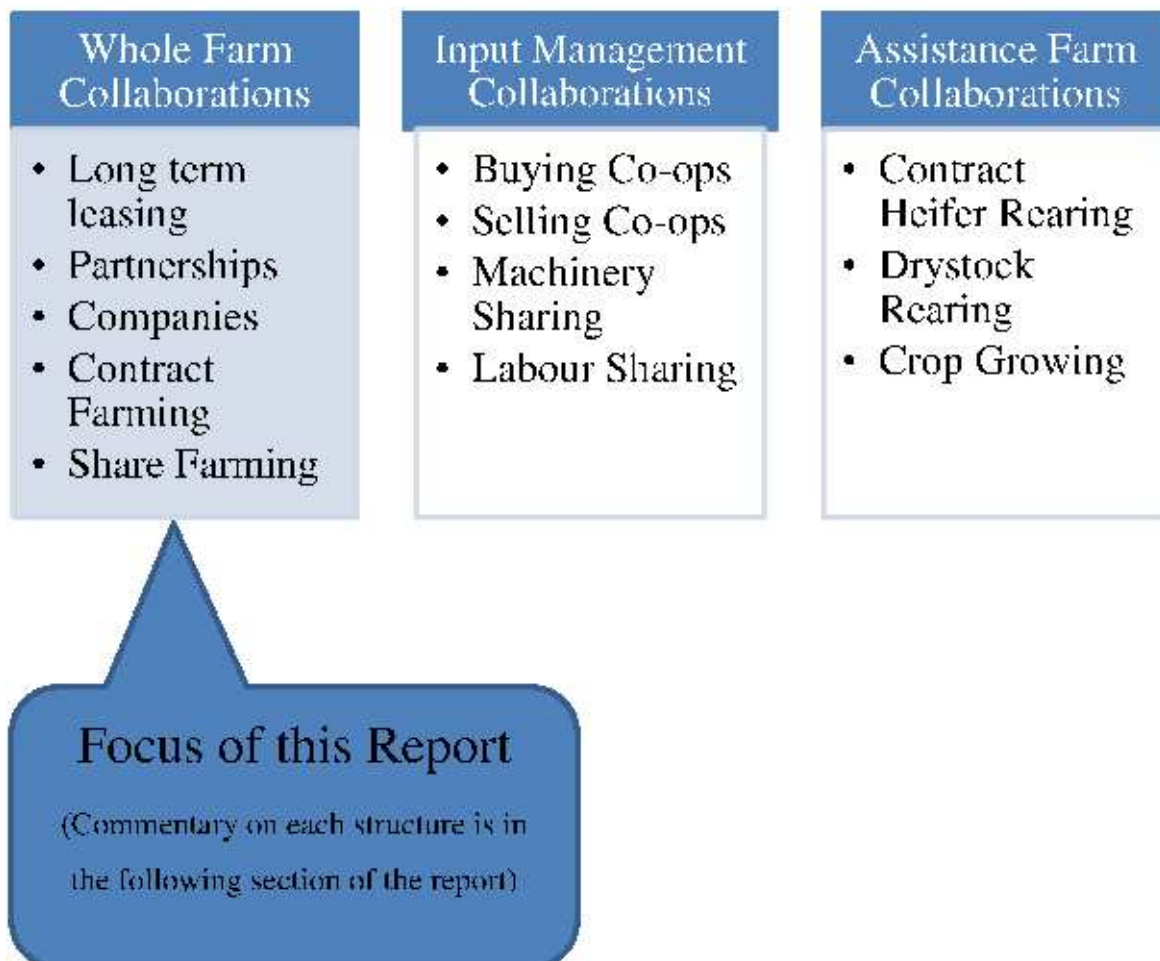 Whole Farm
Collaborations
• Long term
leasing
• Partnerships
• Companies
• Contract
Farming
• Share Farming
Input Management
Collaborations
• Buying Co-ops
• Selling Co-ops
• Machinery
Sharing
• Labour Sharing
Assistance Farm
Collaborations
• Contract
Heifer Rearing
• Drystock
Rearing
• Crop Growing
Focus of this Report
(Commentary on each structure is in
the following section of the report)